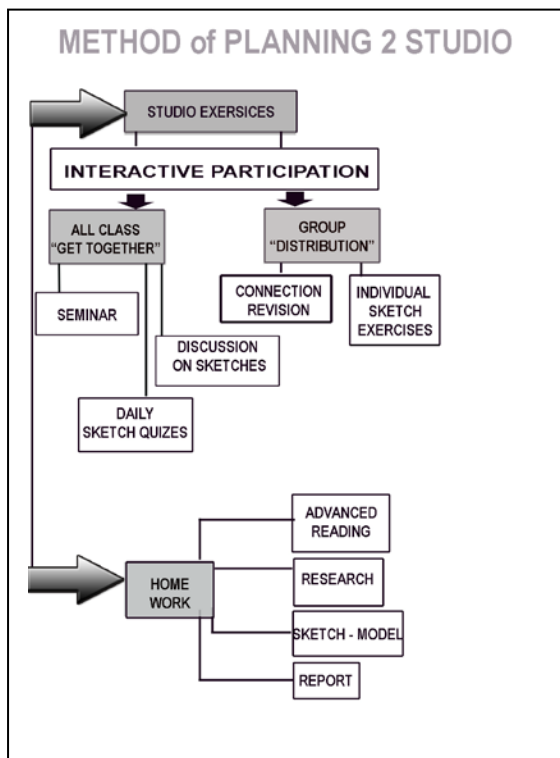 METHOD of PLANNING 2 STUDIO
STUDIO EXERSICES
INTERACTIVE PARTICIPATION
ALL CLASS
"GET TOGETHER"
GROUP
"DISTRIBUTION"
SEMINAR
CONNECTION
REVISION
INDIVIDUAL
SKETCH
EXERCISES
DISCUSSION
ON SKETCHES
DAILY
SKETCH QUIZES
HOME
WORK
ADVANCED
READING
RESEARCH
SKETCH - MODEL
REPORT